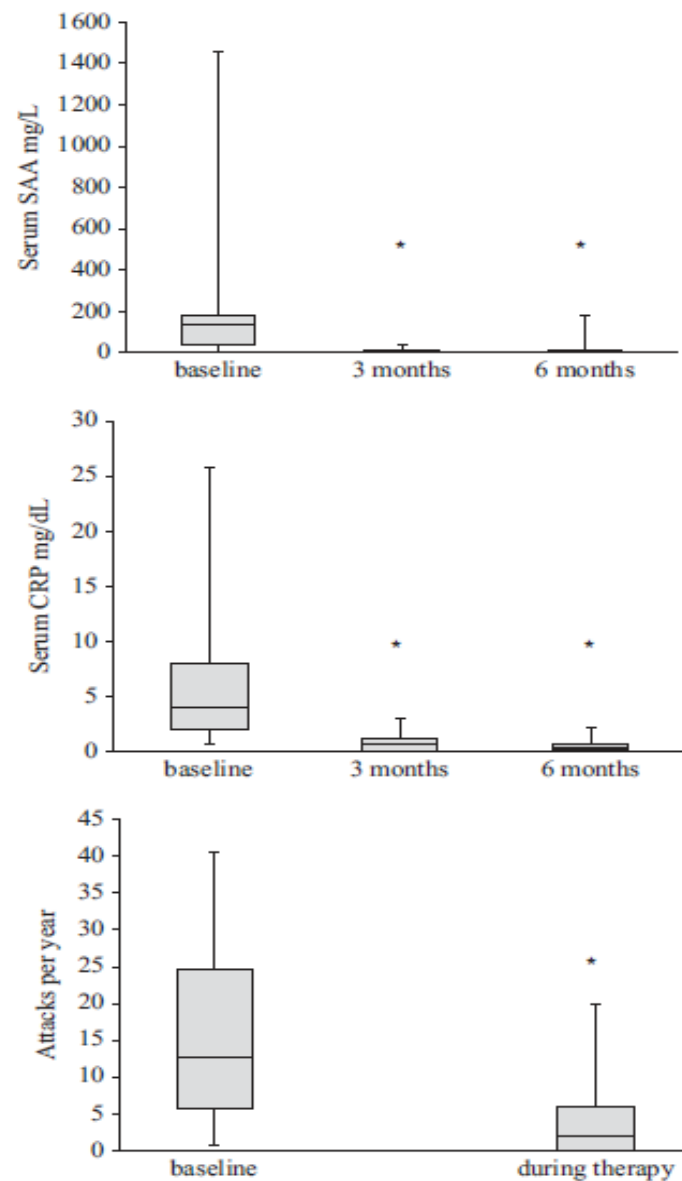 Serum SAA mg/L
1600
1400
1200
1000
800
600
400
200
0
*
*
baseline
3 months
6 months
Serum CRP mg/dL
30
25
20
15
10
5
0
*
*
baseline
3 months
6 months
Attacks per year
45
40
35
30
25
20
15
10
5
0
*
baseline
during therapy